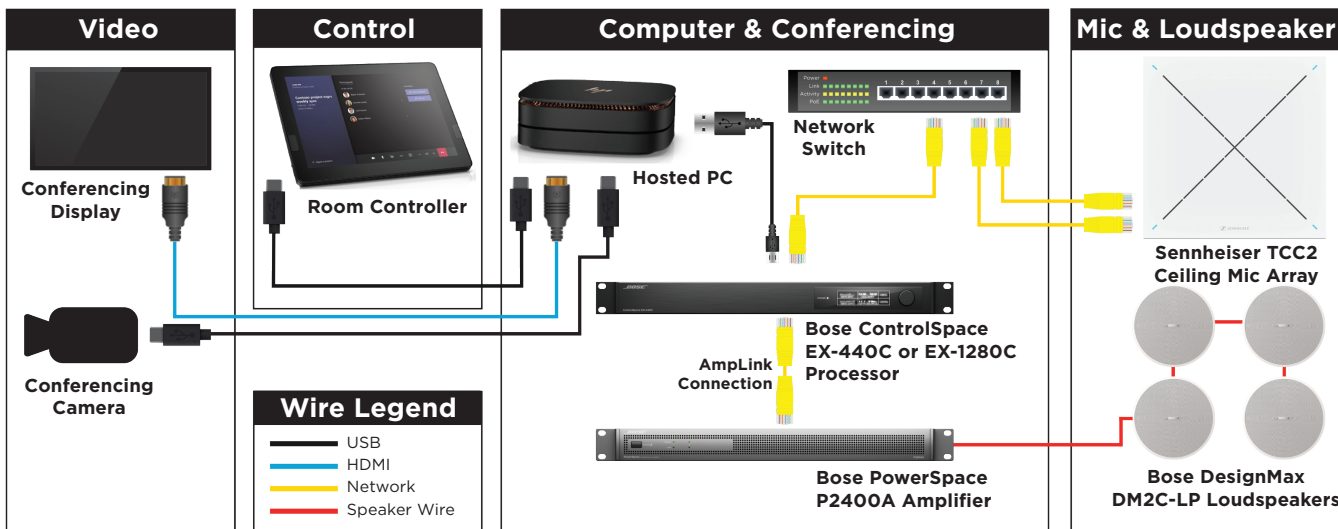 Video
Control
Computer & Conferencing
Mic & Loudspeaker
Conferencing
Display
Conferencing
Camera
Room Controller
Hosted PC
Power
Link
Activity
PoE
1 2 3 4 5 6 7 8
Network
Switch
Bose ControlSpace
EX-440C or EX-1280C
Processor
AmpLink
Connection
Bose PowerSpace
P2400A Amplifier
SENNHEISER
Sennheiser TCC2
Ceiling Mic Array
Bose DesignMax
DM2C-LP Loudspeakers
Wire Legend
USB
HDMI
Network
Speaker Wire